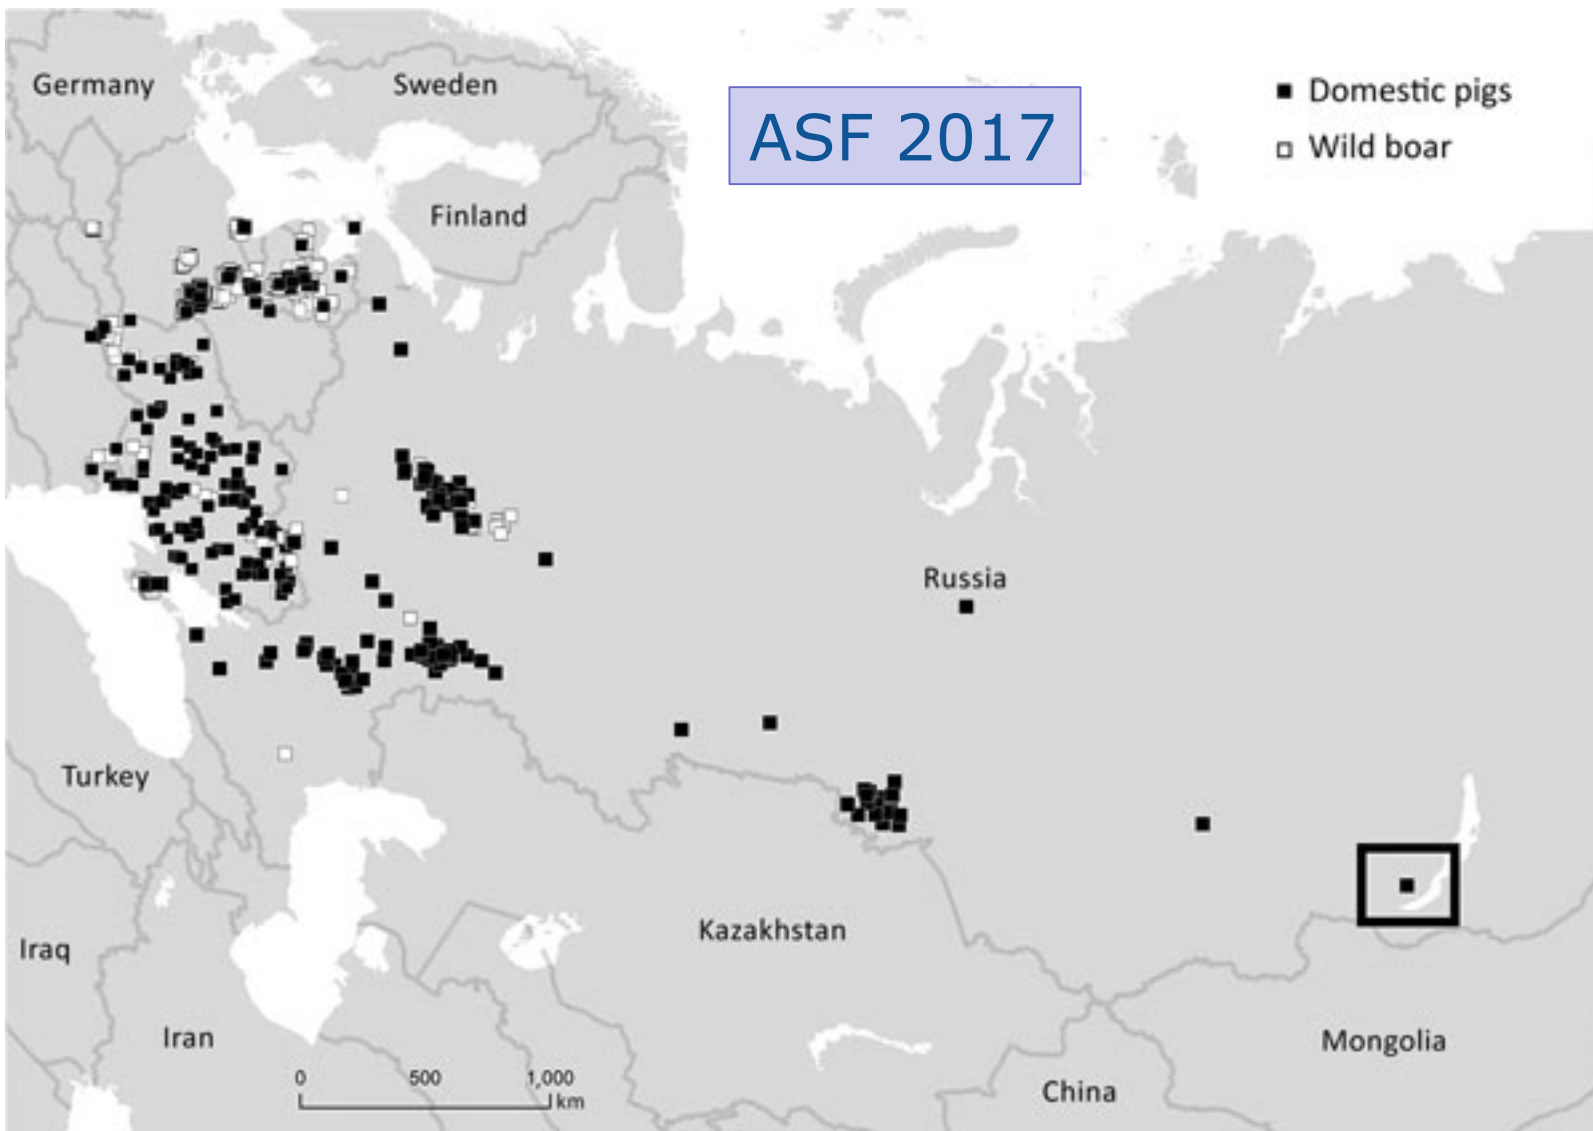 Germany
Sweden
ASF 2017
Domestic pigs
Wild boar
Finland
Russia
Turkey
Kazakhstan
Iraq
Iran
Mongolia
China
0 500 1,000
km